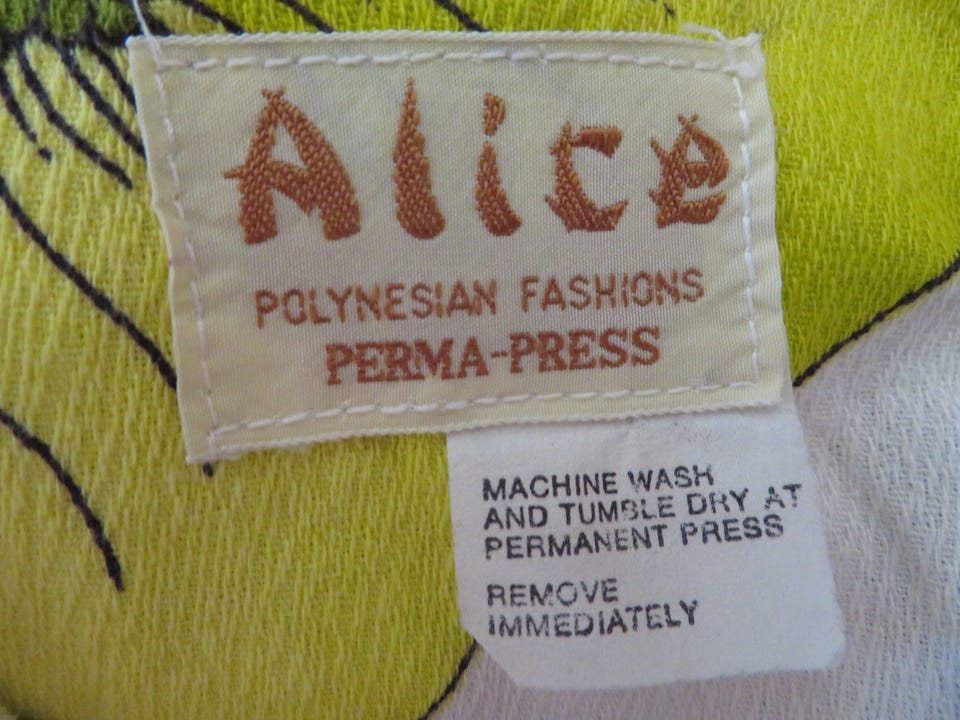 Alice
POLYNESIAN FASHIONS
PERMA-PRESS
MACHINE WASH
AND TUMBLE DRY AT
PERMANENT PRESS
REMOVE
IMMEDIATELY